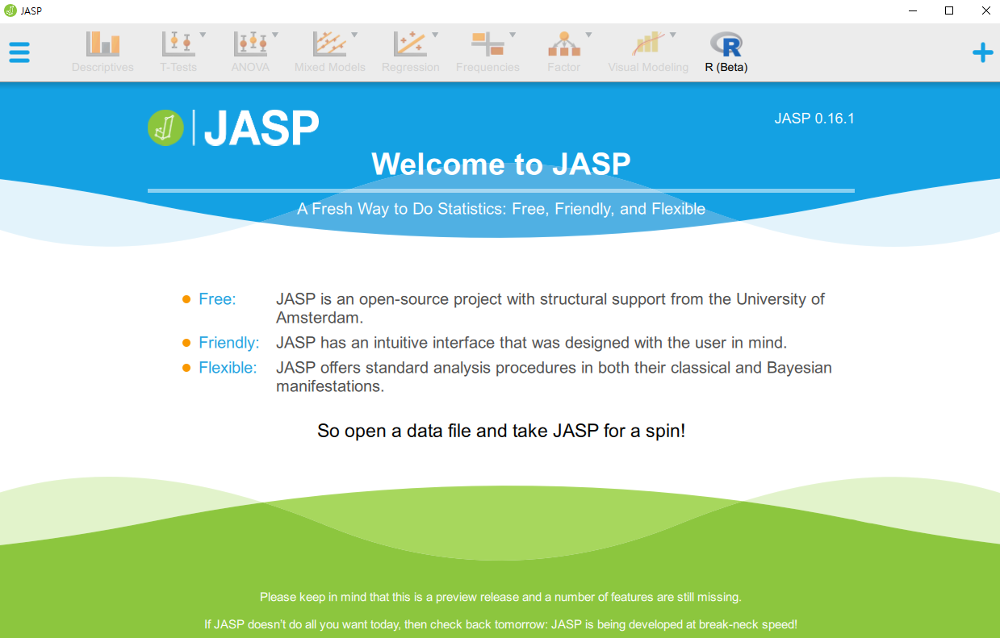 JASP
Descriptives
T-Tests
ANOVA
Mixed Models
Regression
Frequencies
Factor
Visual Modeling
R (Beta)
JASP
JASP 0.16.1
Welcome to JASP
A Fresh Way to Do Statistics: Free, Friendly, and Flexible
Free: JASP is an open-source project with structural support from the University of
Amsterdam.
Friendly: JASP has an intuitive interface that was designed with the user in mind.
Flexible: JASP offers standard analysis procedures in both their classical and Bayesian
manifestations.
So open a data file and take JASP for a spin!
Please keep in mind that this is a preview release and a number of features are still missing.
If JASP doesn't do all you want today, then check back tomorrow: JASP is being developed at break-neck speed!